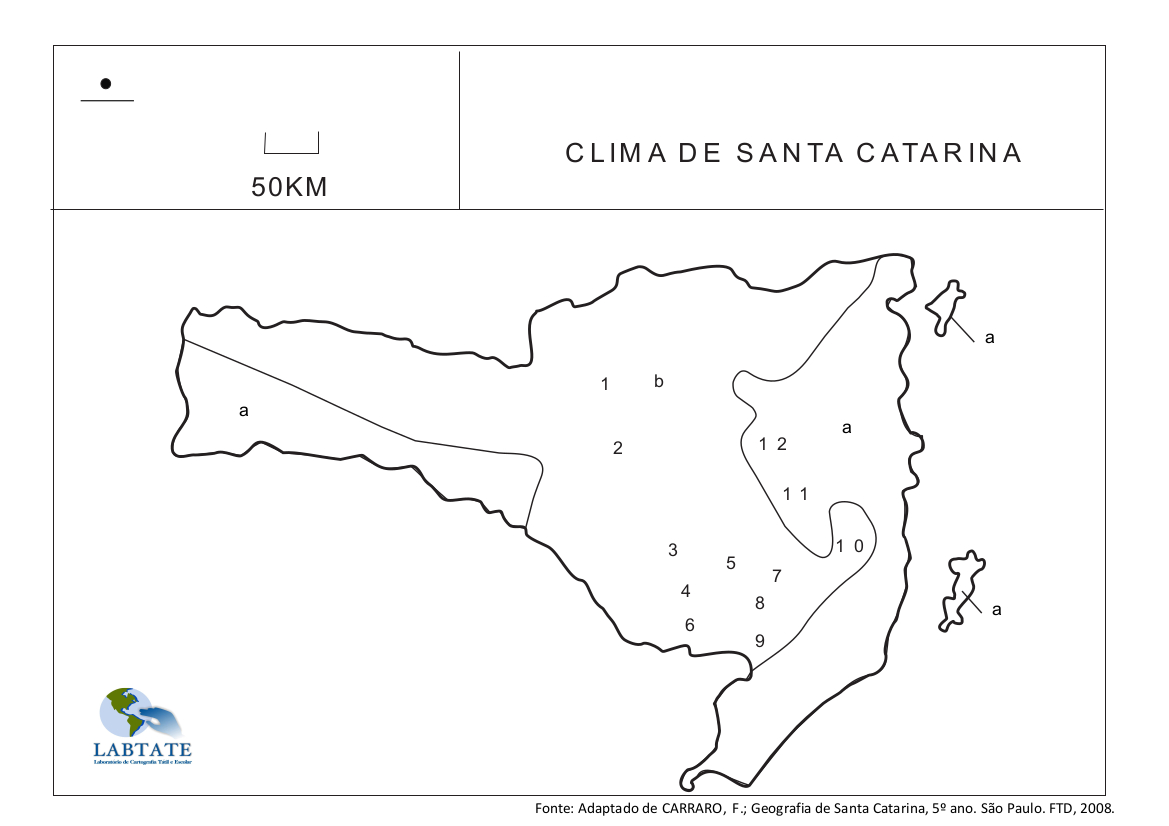 50KM
CLIMA DE SANTA CATARINA
a
1 b
a
a
2
1 2
1 1
3
5
1 0
7
4
8
6
9
a
LABTATE
Laboratório de Cartografia Tátil e Escolar
Fonte: Adaptado de CARRARO, F.; Geografia de Santa Catarina, 5º ano. São Paulo. FTD, 2008.